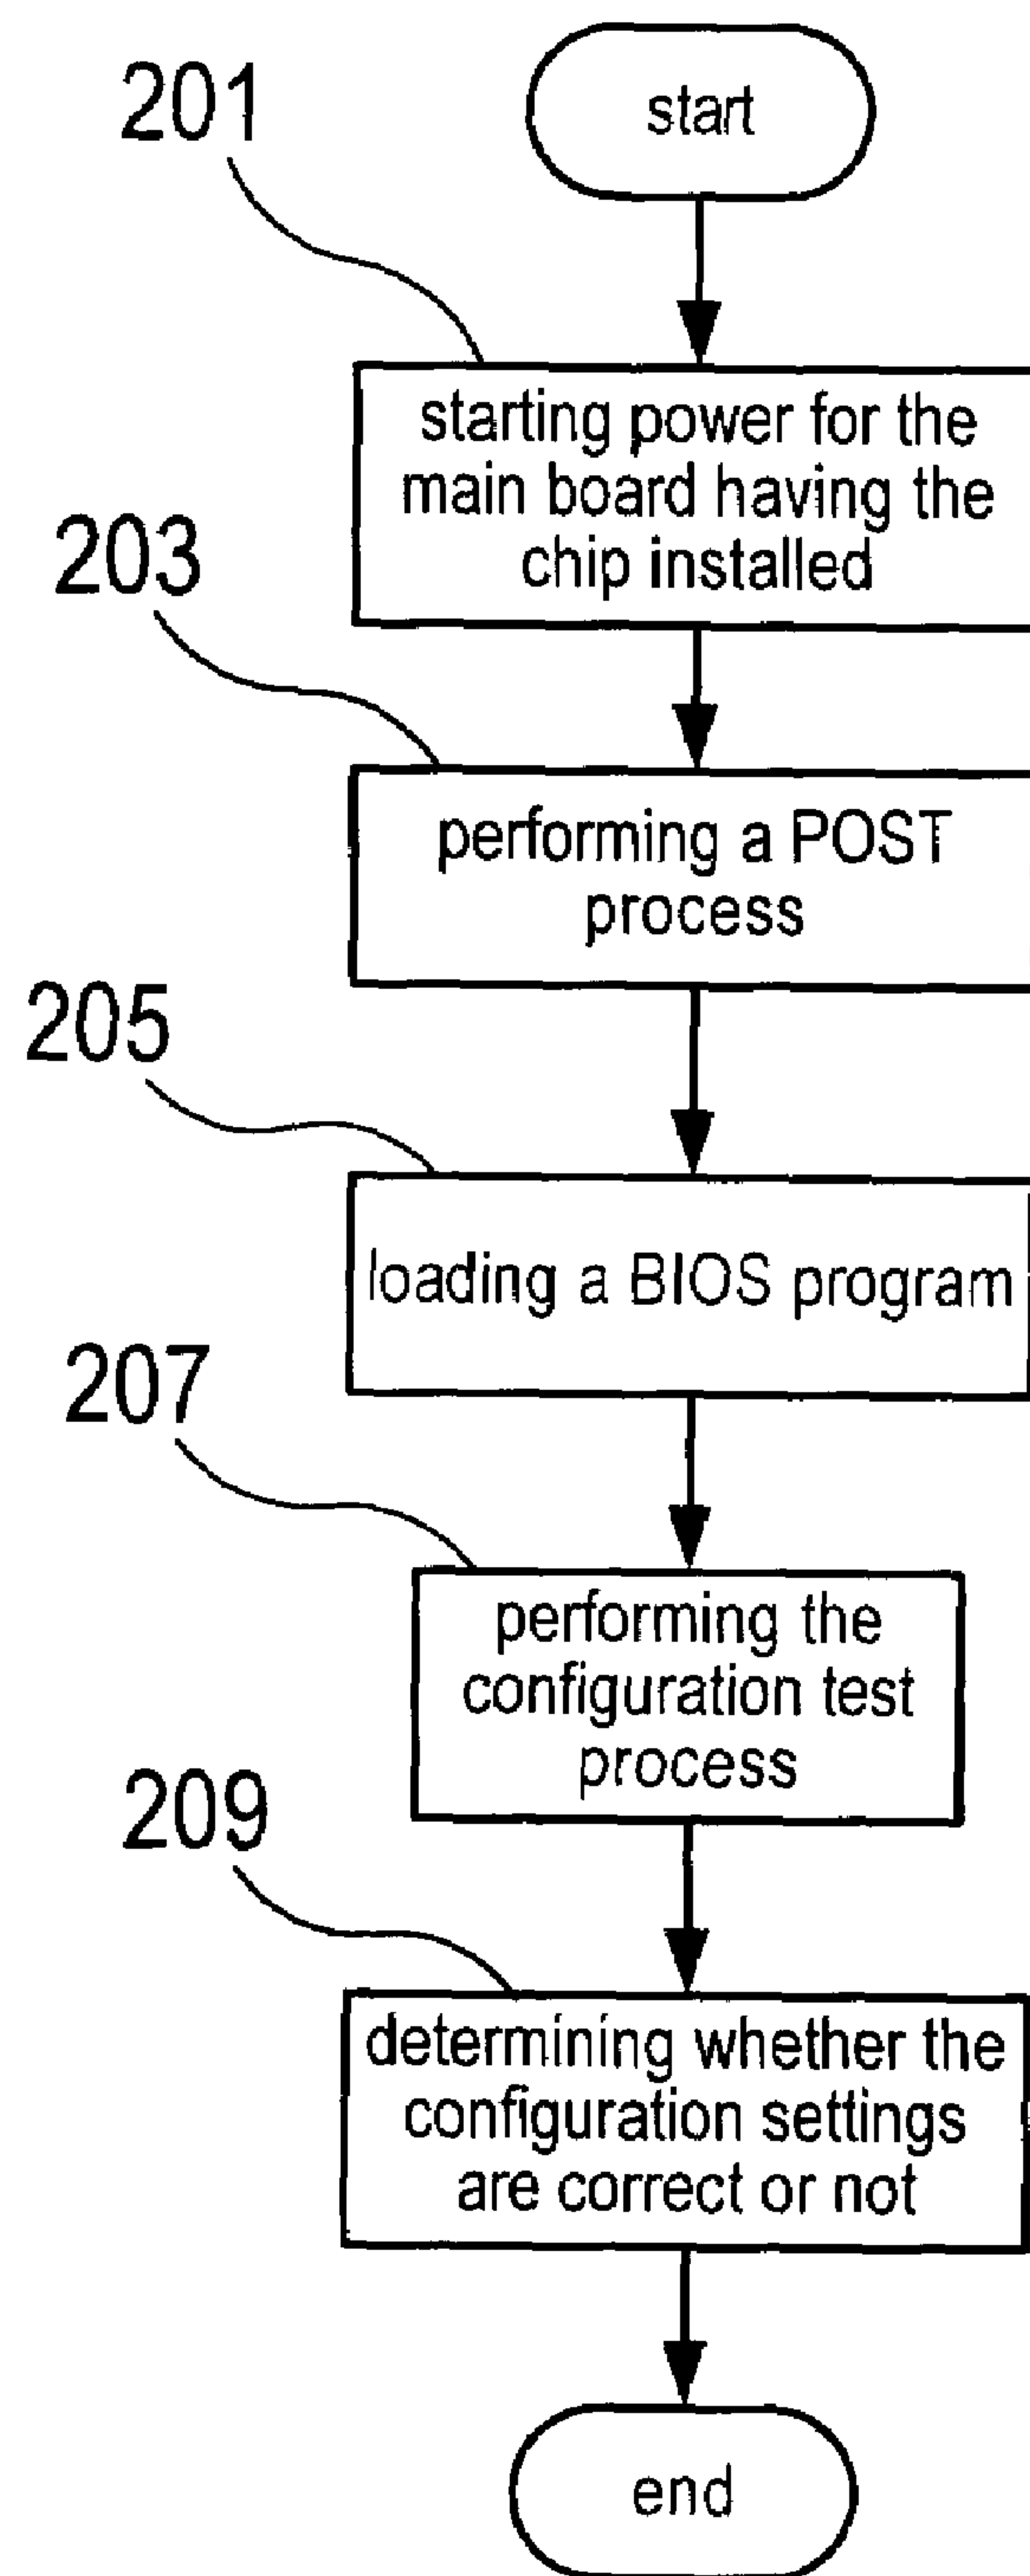 start
201
starting power for the
main board having the
chip installed
203
performing a POST
process
205
loading a BIOS program
207
performing the
configuration test
process
209
determining whether the
configuration settings
are correct or not
end